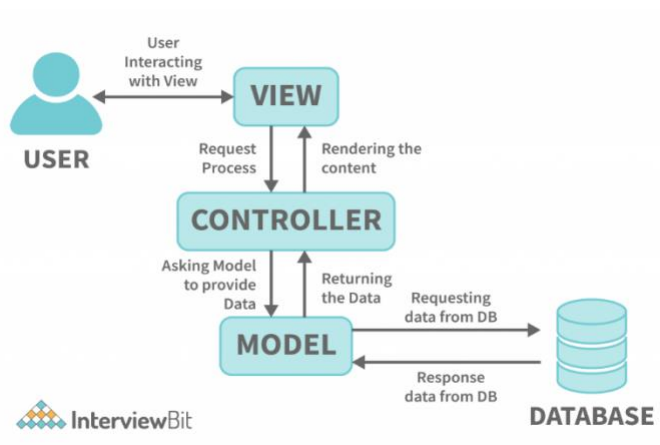 User
Interacting
with View
VIEW
USER
Request
Process
Rendering the
content
CONTROLLER
Asking Model
to provide
Data
Returning
the Data
Requesting
data from DB
MODEL
Response
data from DB
DATABASE
InterviewBit